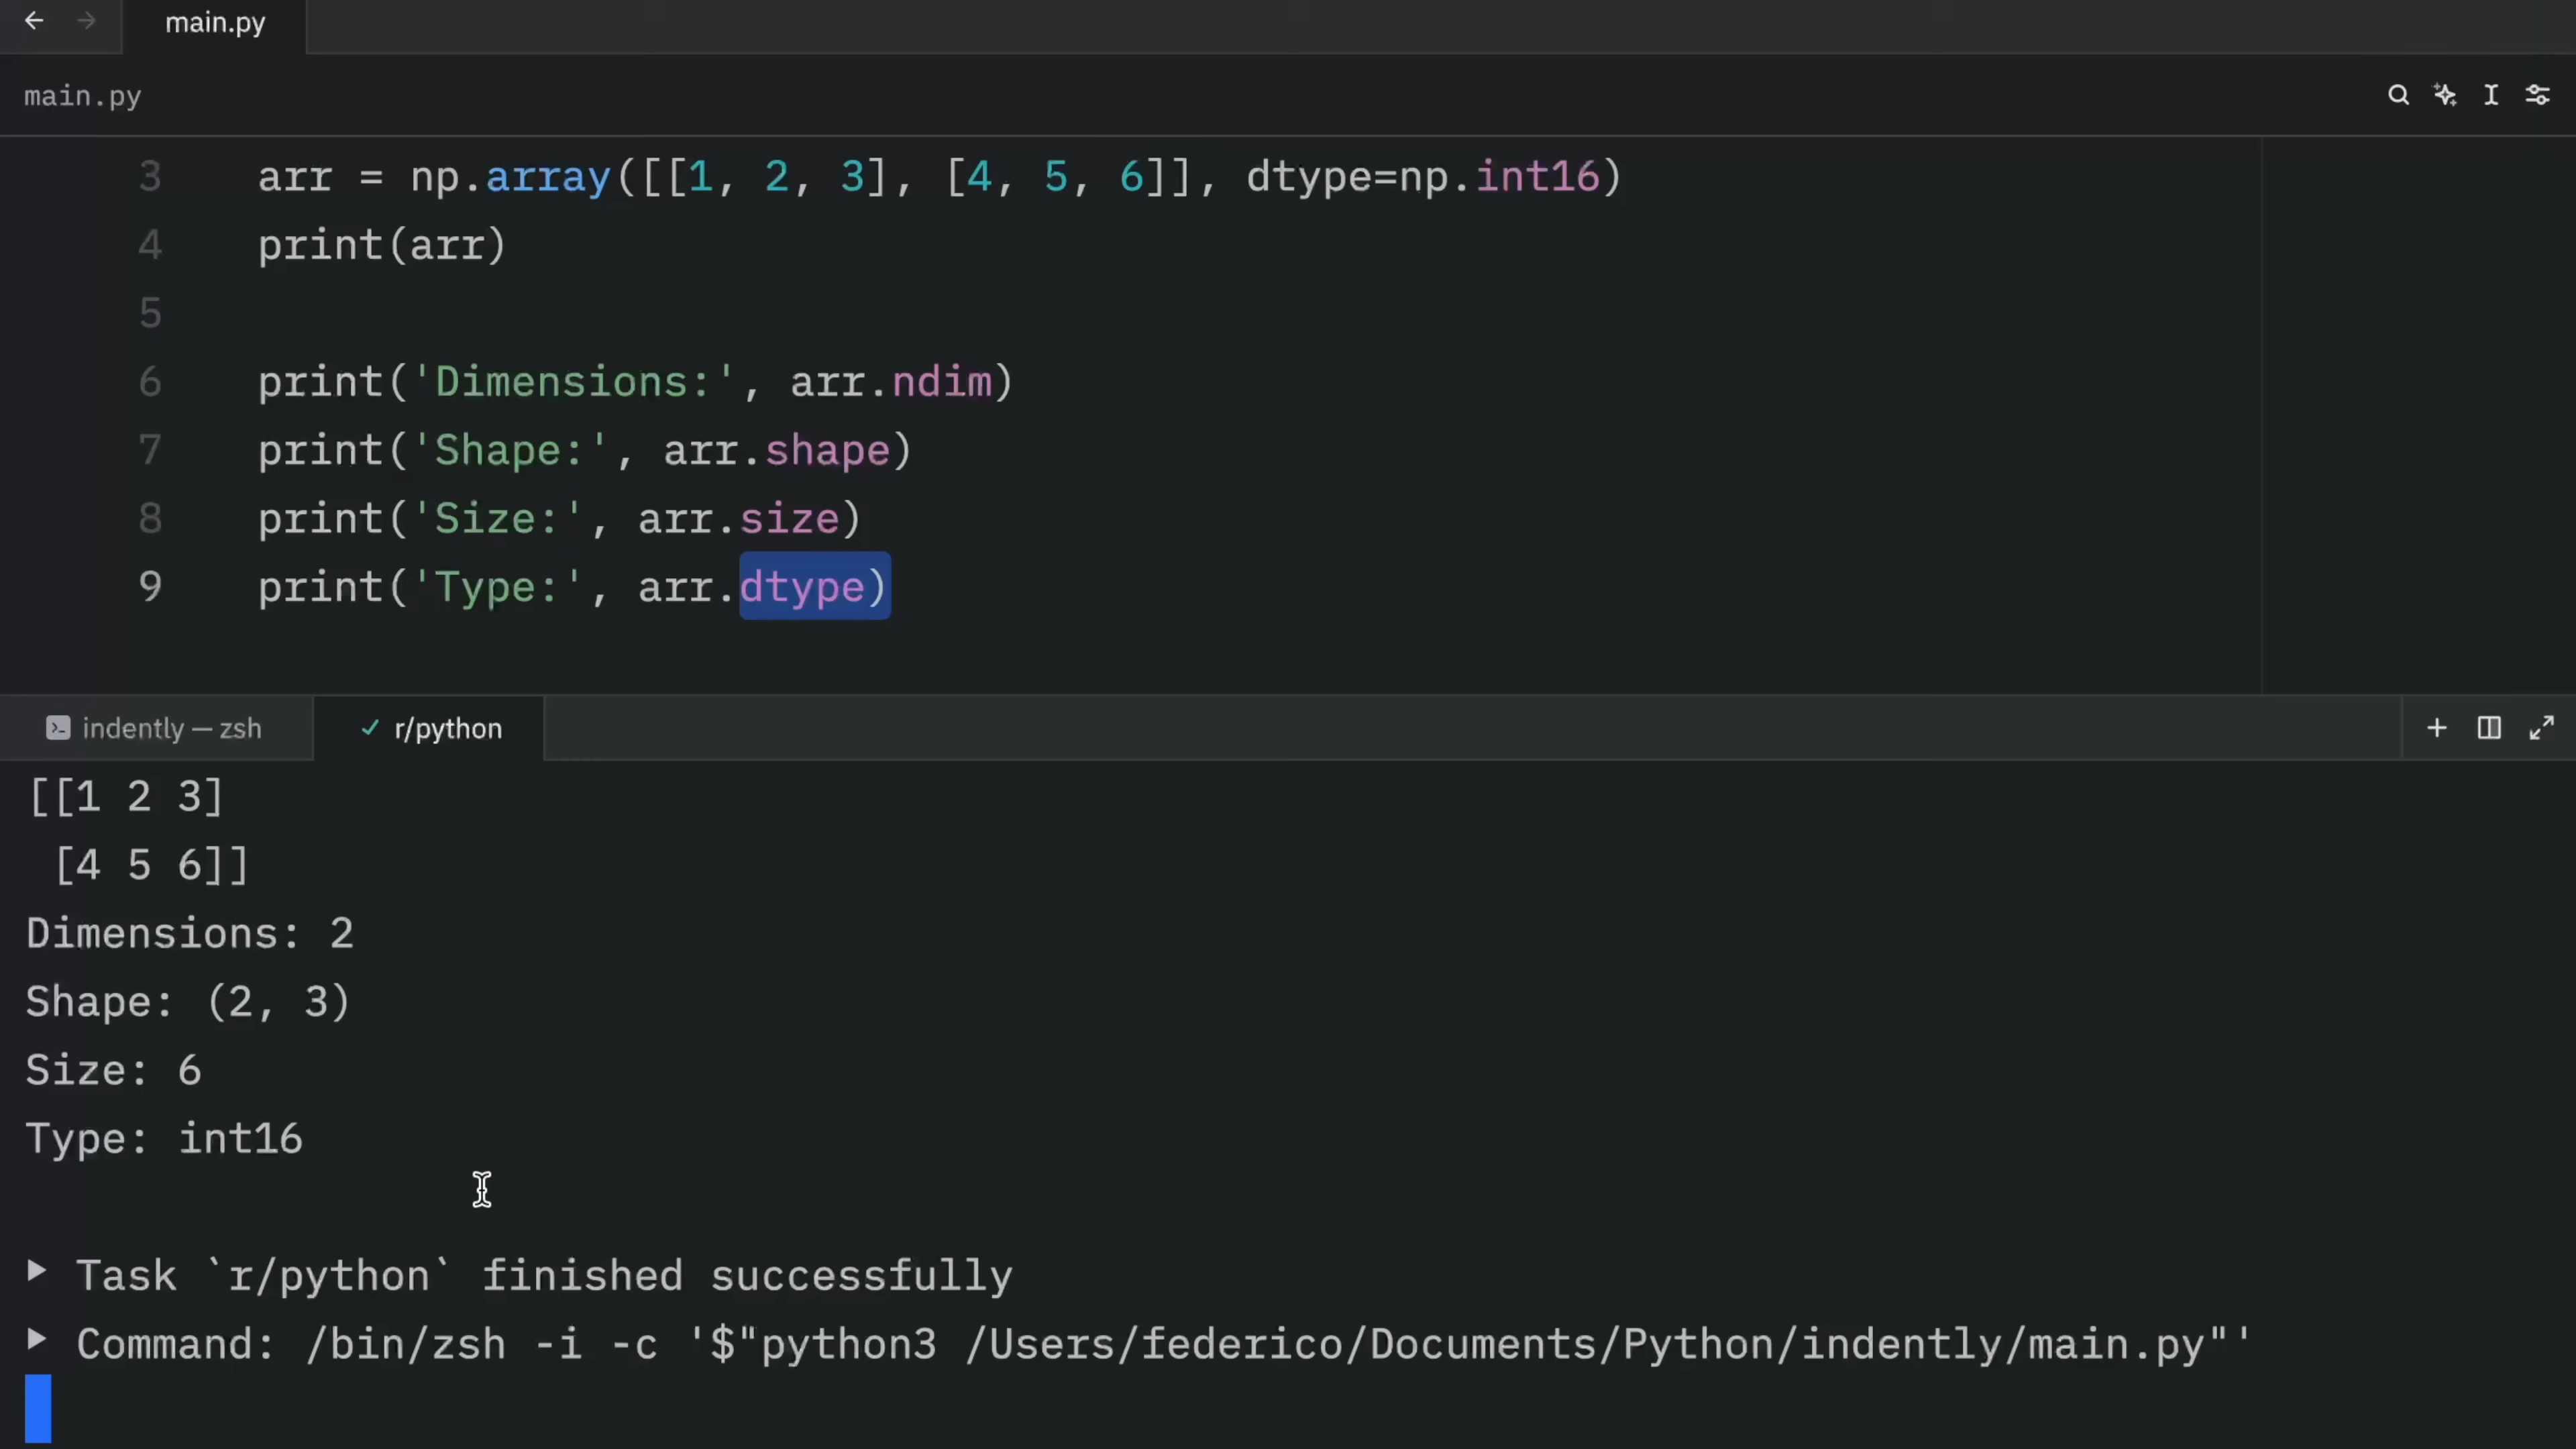 main.py
main.py
3 arr = np.array([[1, 2, 3], [4, 5, 6]], dtype=np.int16)
4 print(arr)
5
6 print('Dimensions:', arr.ndim)
7 print('Shape:', arr.shape)
8 print('Size:', arr.size)
9 print('Type:', arr.dtype)
indently — zsh r/python
[[1 2 3]
 [4 5 6]]
Dimensions: 2
Shape: (2, 3)
Size: 6
Type: int16
Task `r/python` finished successfully
Command: /bin/zsh -i -c '$"python3 /Users/federico/Documents/Python/indently/main.py"'